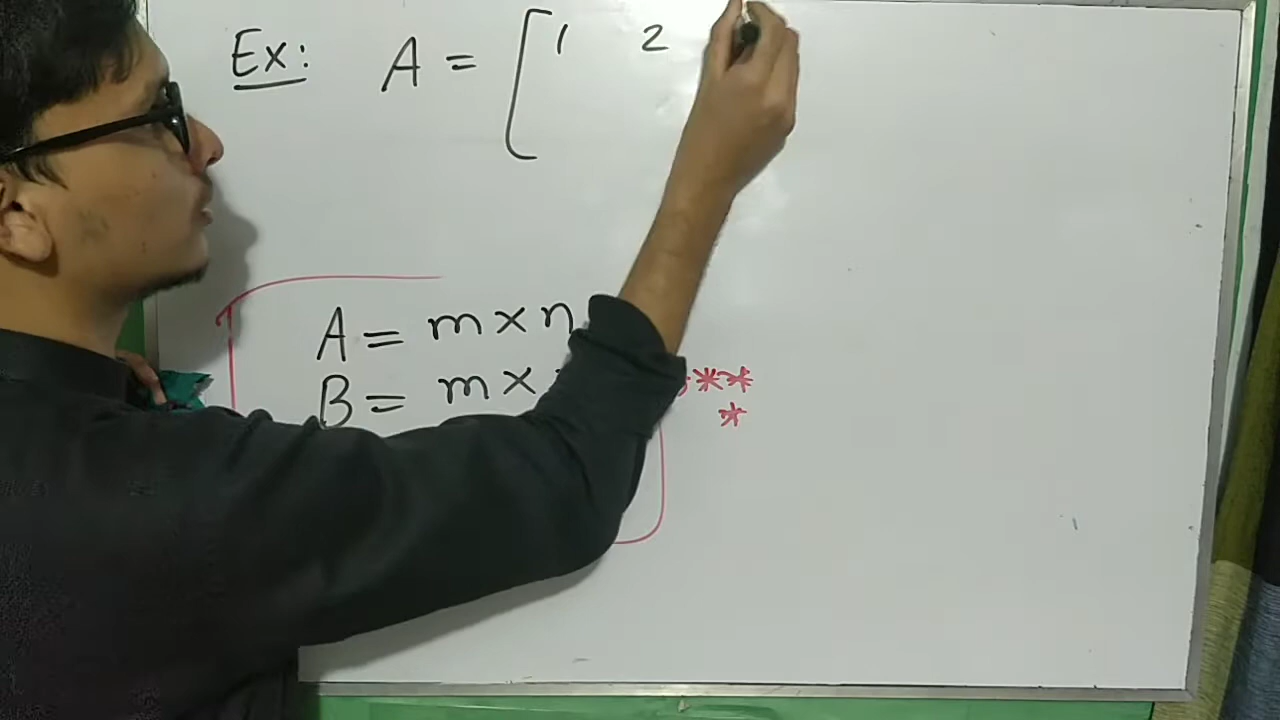 Ex: A = [ 1 2
A = m × n
B = m ×
***
*